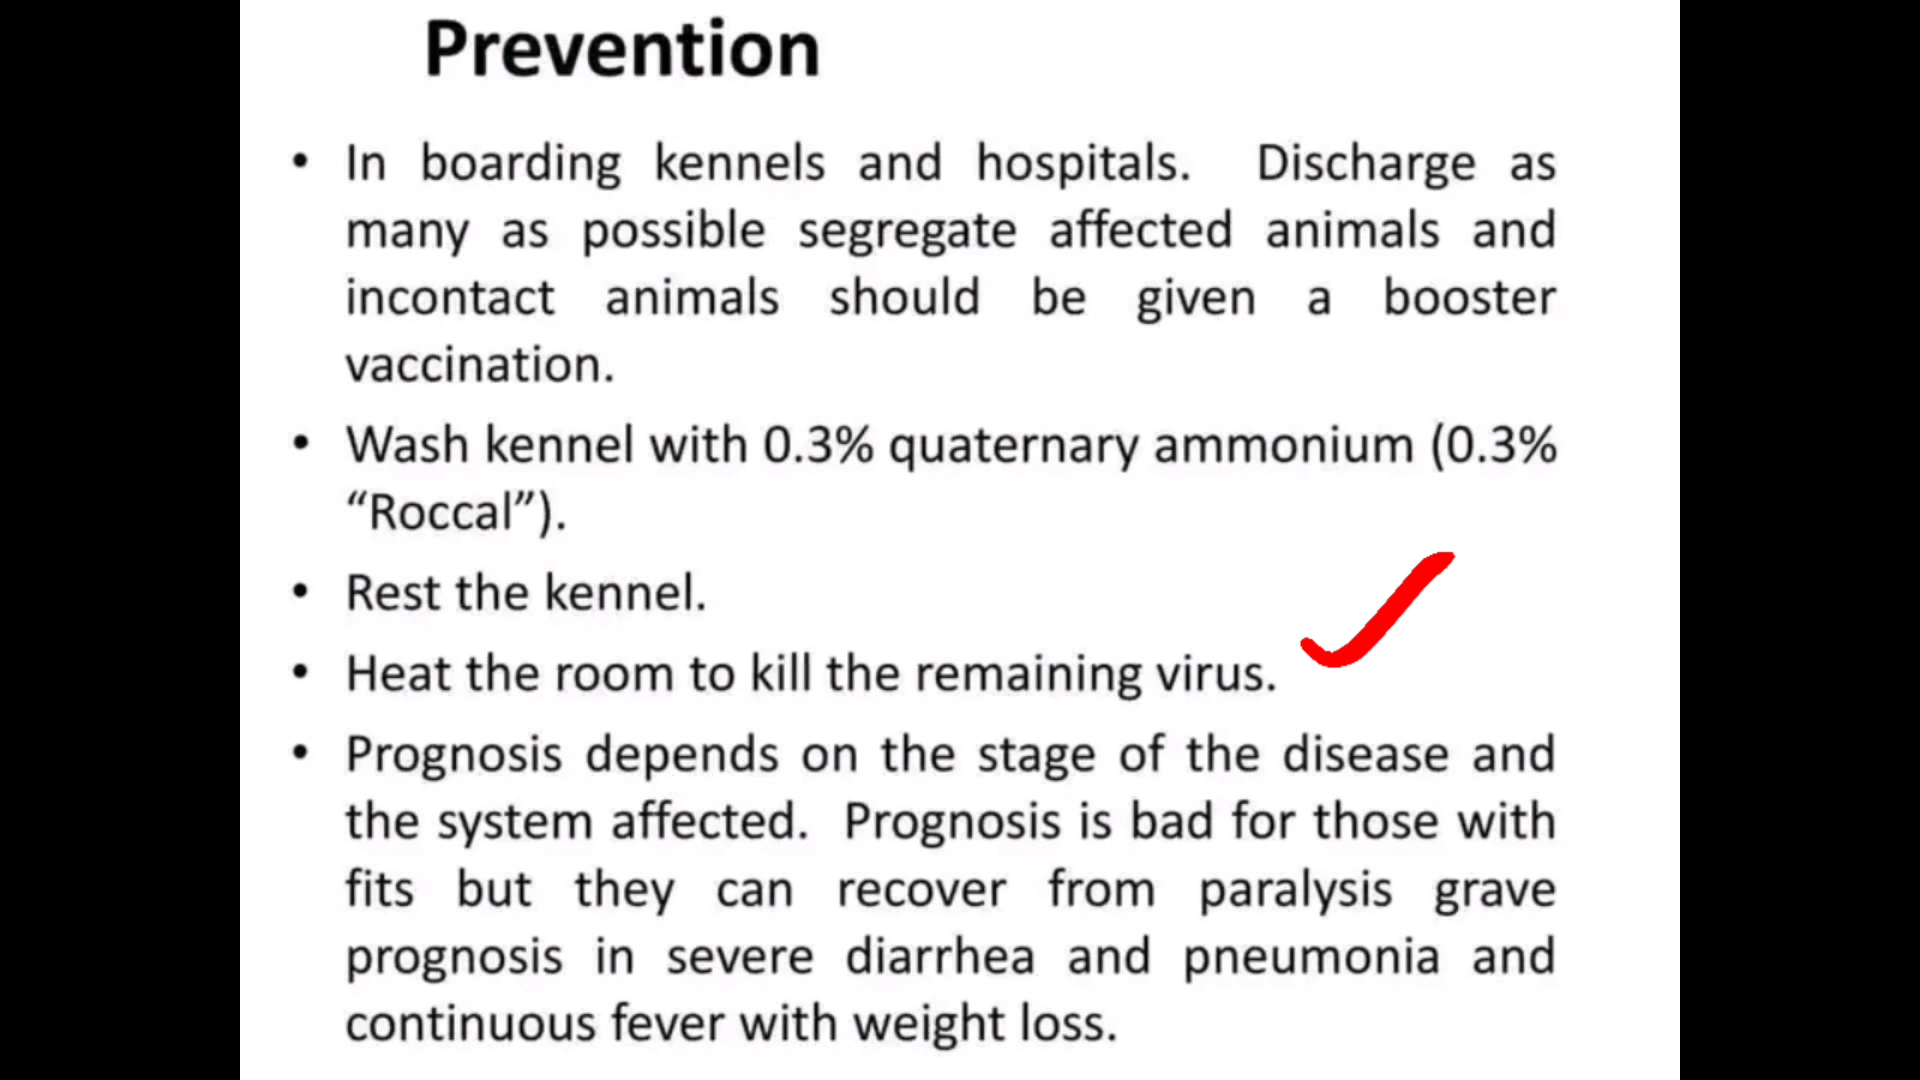 Prevention
• In boarding kennels and hospitals. Discharge as
many as possible segregate affected animals and
incontact animals should be given a booster
vaccination.
• Wash kennel with 0.3% quaternary ammonium (0.3%
“Roccal”).
• Rest the kennel.
• Heat the room to kill the remaining virus.
• Prognosis depends on the stage of the disease and
the system affected. Prognosis is bad for those with
fits but they can recover from paralysis grave
prognosis in severe diarrhea and pneumonia and
continuous fever with weight loss.